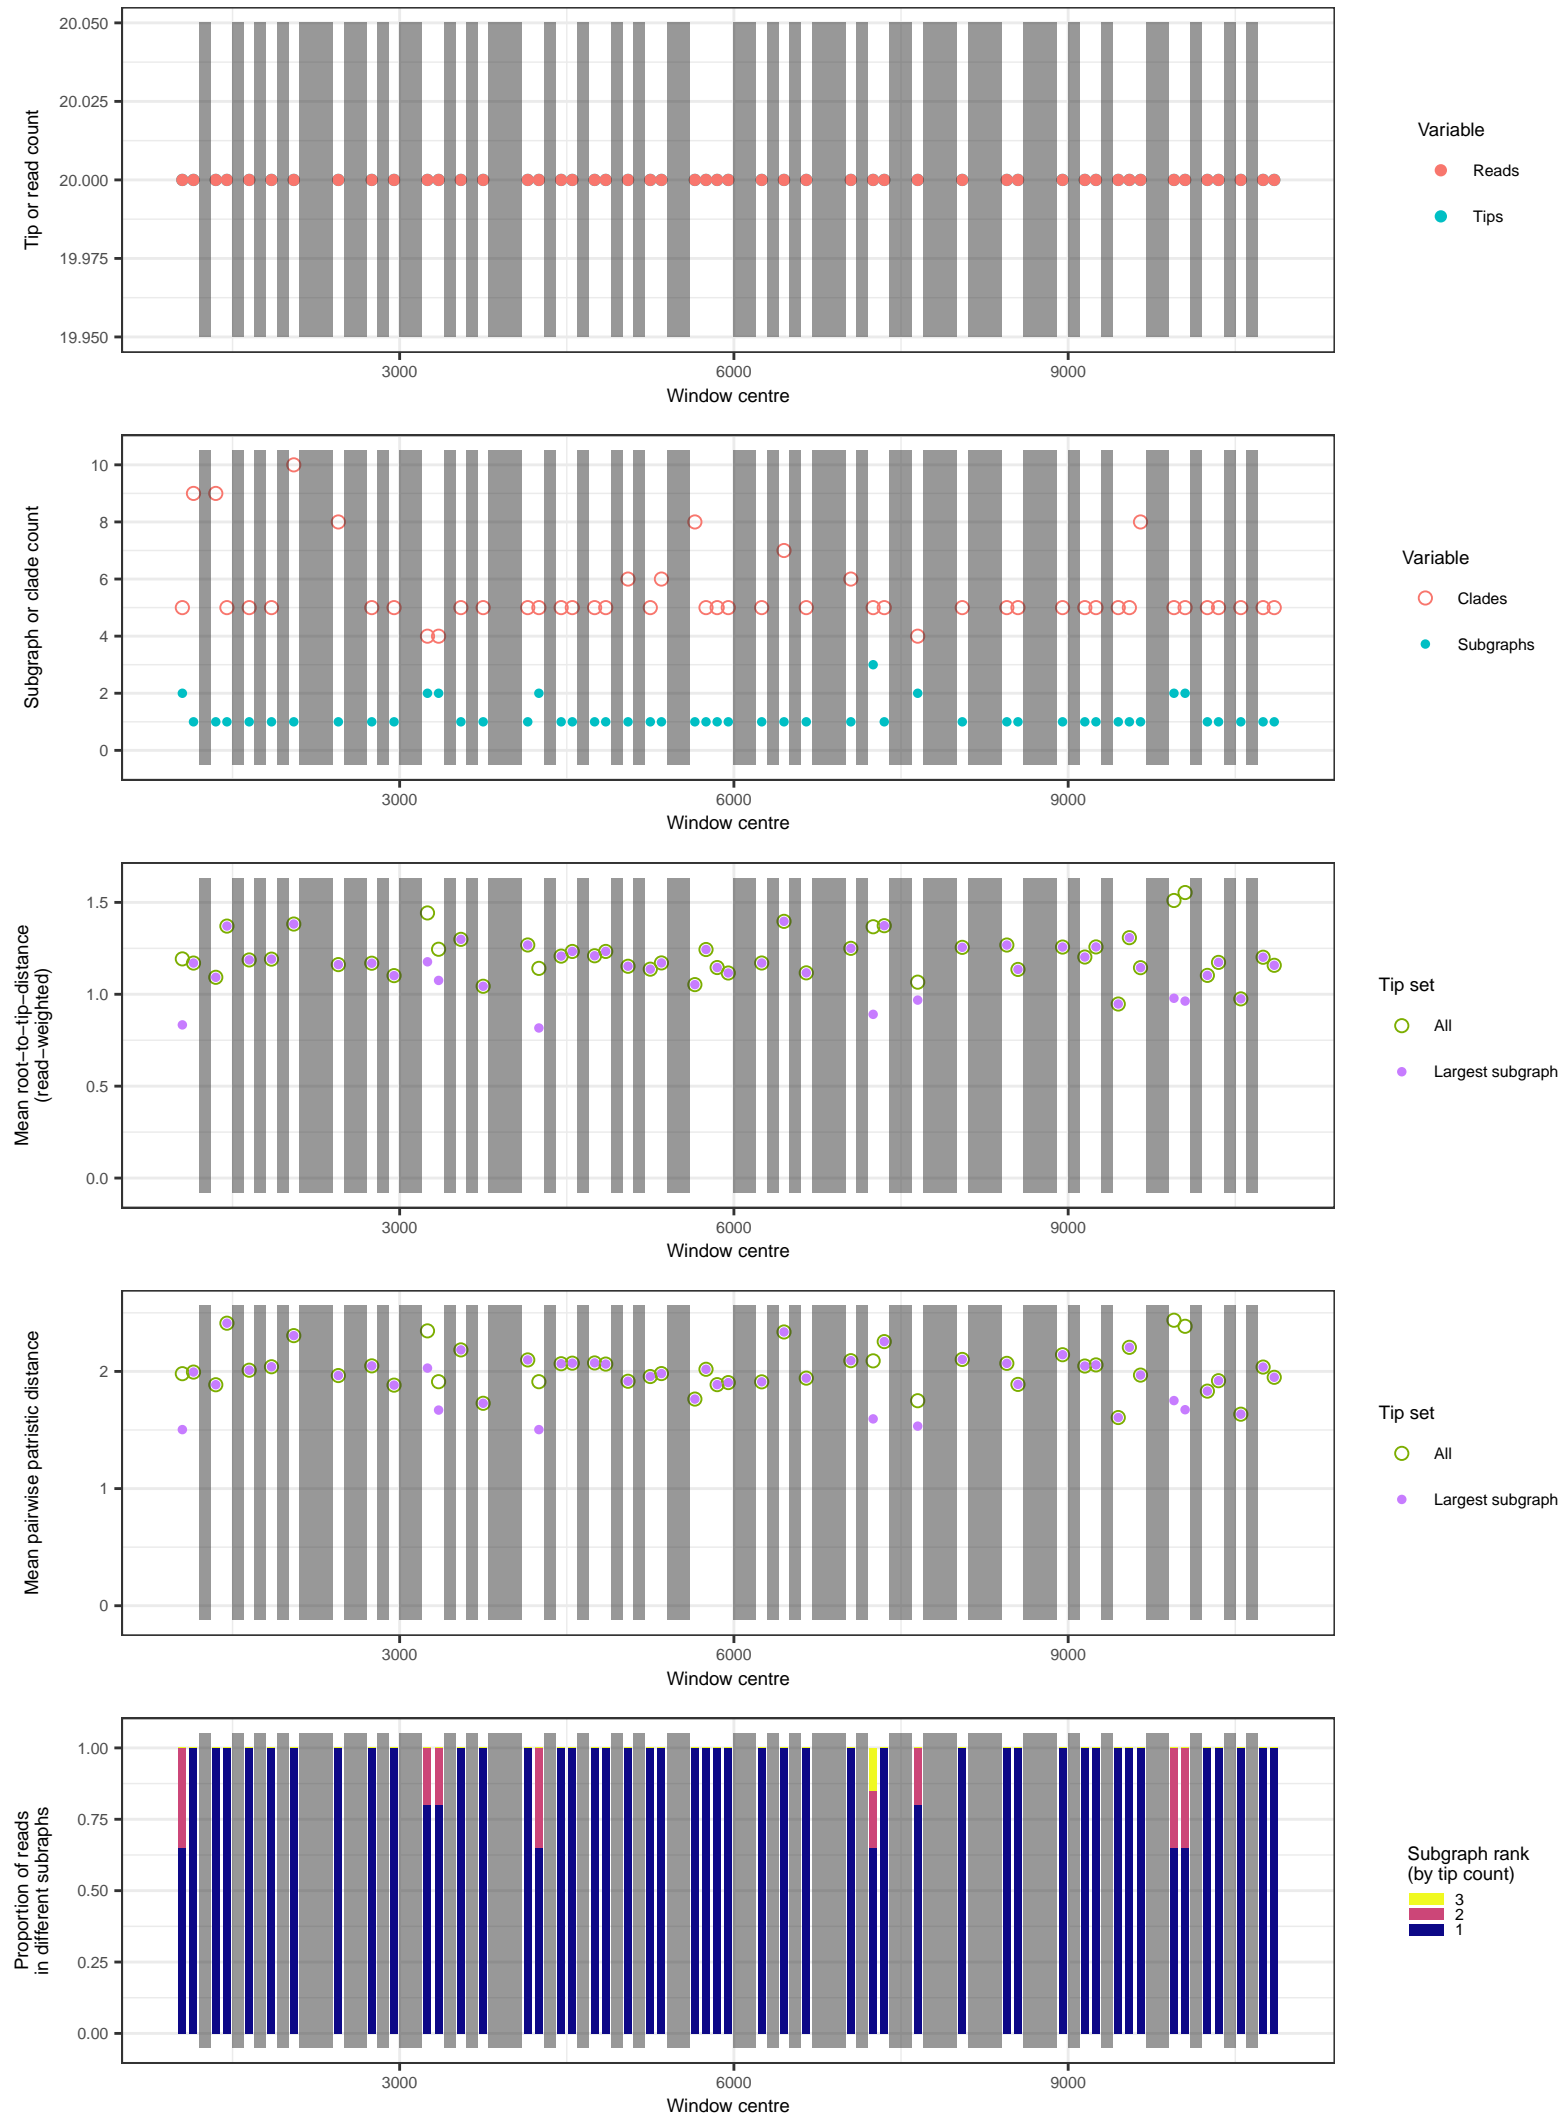 20.050
20.025
20.000
19.975
19.950
Tip or read count
3000
6000
9000
Window centre
Variable
Reads
Tips
10
8
6
4
2
0
Subgraph or clade count
3000
6000
9000
Window centre
Variable
Clades
Subgraphs
1.5
1.0
0.5
0.0
Mean root−to−tip−distance
(read−weighted)
3000
6000
9000
Window centre
Tip set
All
Largest subgraph
2
1
0
Mean pairwise patristic distance
3000
6000
9000
Window centre
Tip set
All
Largest subgraph
1.00
0.75
0.50
0.25
0.00
Proportion of reads
in different subraphs
3000
6000
9000
Window centre
Subgraph rank
(by tip count)
3
2
1